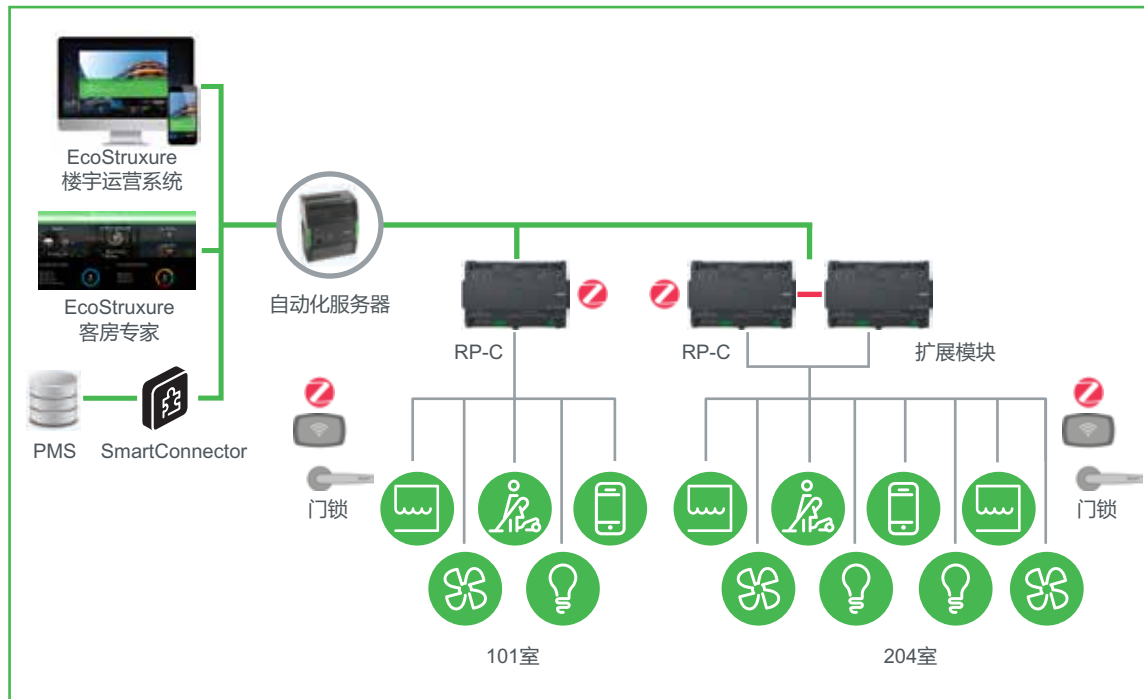 EcoStruxure
楼宇运营系统
EcoStruxure
客房专家
PMS
SmartConnector
自动化服务器
RP-C
RP-C
扩展模块
门锁
门锁
101室
204室